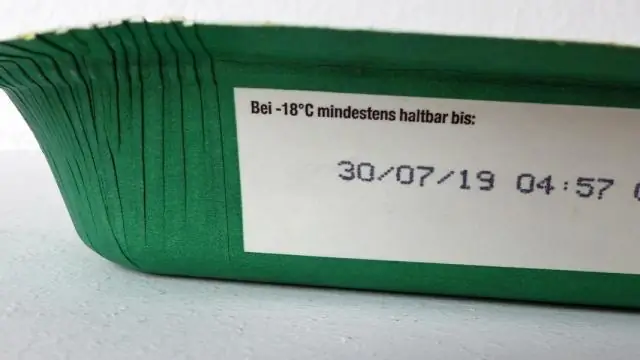 Bei -18°C mindestens haltbar bis:
30/07/19 04:57